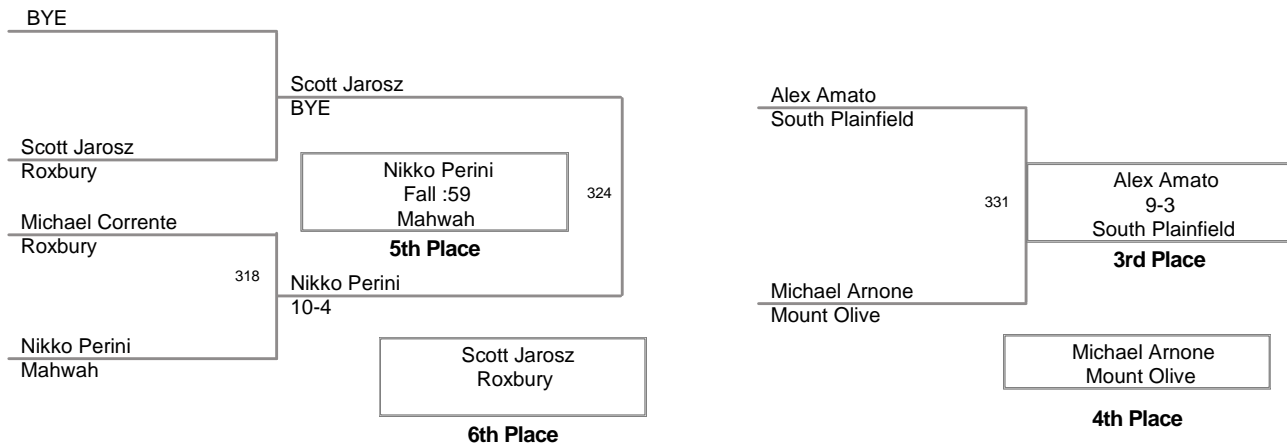 BYE
Scott Jarosz
BYE
Scott Jarosz
Roxbury
Nikko Perini
Fall :59
Mahwah
5th Place
324
Michael Corrente
Roxbury
318
Nikko Perini
10-4
Nikko Perini
Mahwah
Scott Jarosz
Roxbury
6th Place
Alex Amato
South Plainfield
331
Alex Amato
9-3
South Plainfield
3rd Place
Michael Arnone
Mount Olive
Michael Arnone
Mount Olive
4th Place